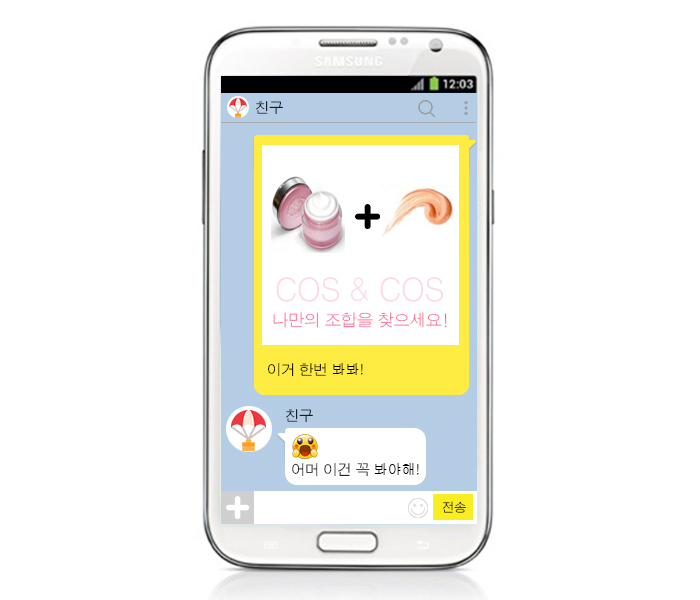 SAMSUNG
12:03
친구
COS & COS
나만의 조합을 찾으세요!
이거 한번 봐봐!
친구
어머 이건 꼭 봐야해!
전송